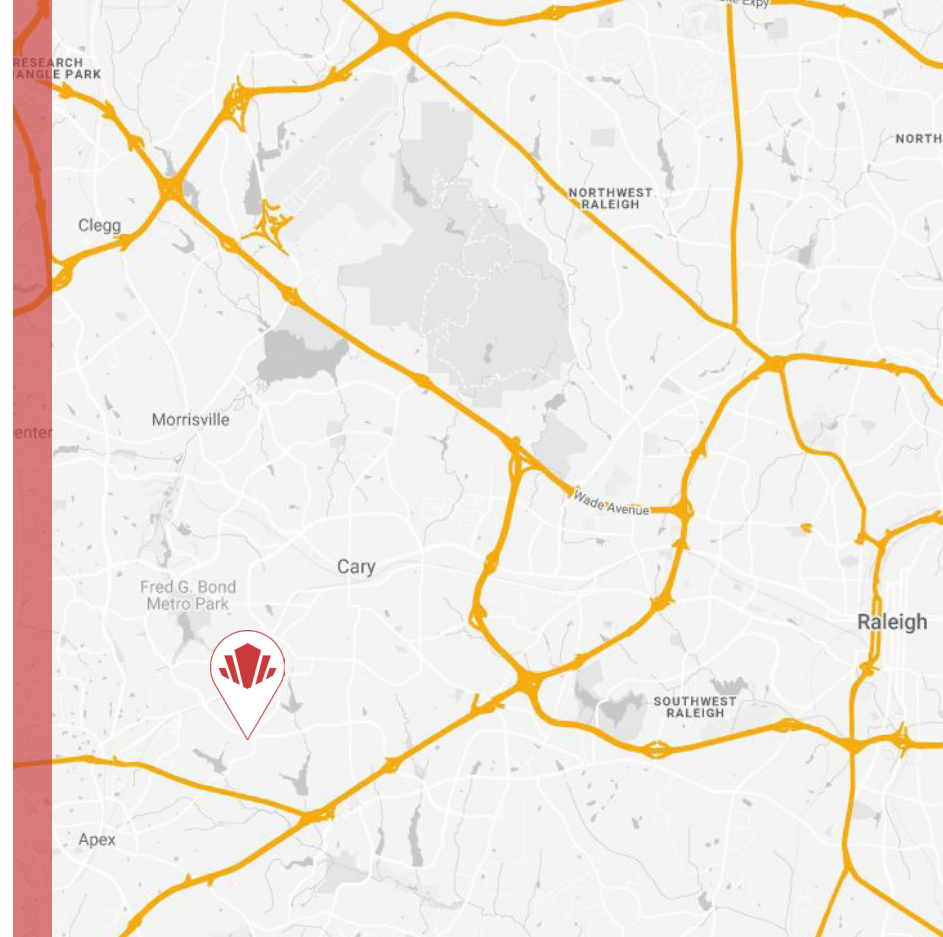 Expy
RESEARCH
ANGLE PARK
NORTH
NORTHWEST
RALEIGH
Clegg
Morrisville
enter
Wade Avenue
Cary
Fred G. Bond
Metro Park
Raleigh
SOUTHWEST
RALEIGH
Apex